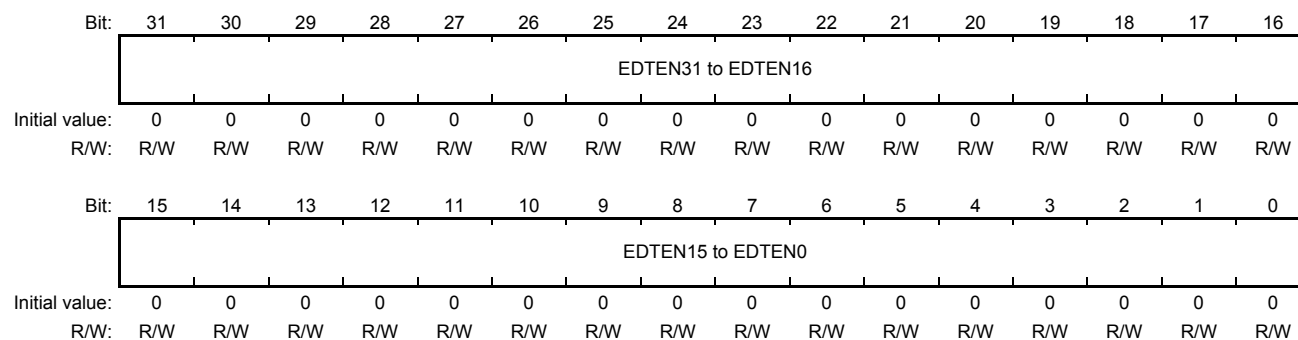 Bit: 31 30 29 28 27 26 25 24 23 22 21 20 19 18 17 16
EDTEN31 to EDTEN16
Initial value: 0 0 0 0 0 0 0 0 0 0 0 0 0 0 0 0
R/W: R/W R/W R/W R/W R/W R/W R/W R/W R/W R/W R/W R/W R/W R/W R/W R/W
Bit: 15 14 13 12 11 10 9 8 7 6 5 4 3 2 1 0
EDTEN15 to EDTEN0
Initial value: 0 0 0 0 0 0 0 0 0 0 0 0 0 0 0 0
R/W: R/W R/W R/W R/W R/W R/W R/W R/W R/W R/W R/W R/W R/W R/W R/W R/W